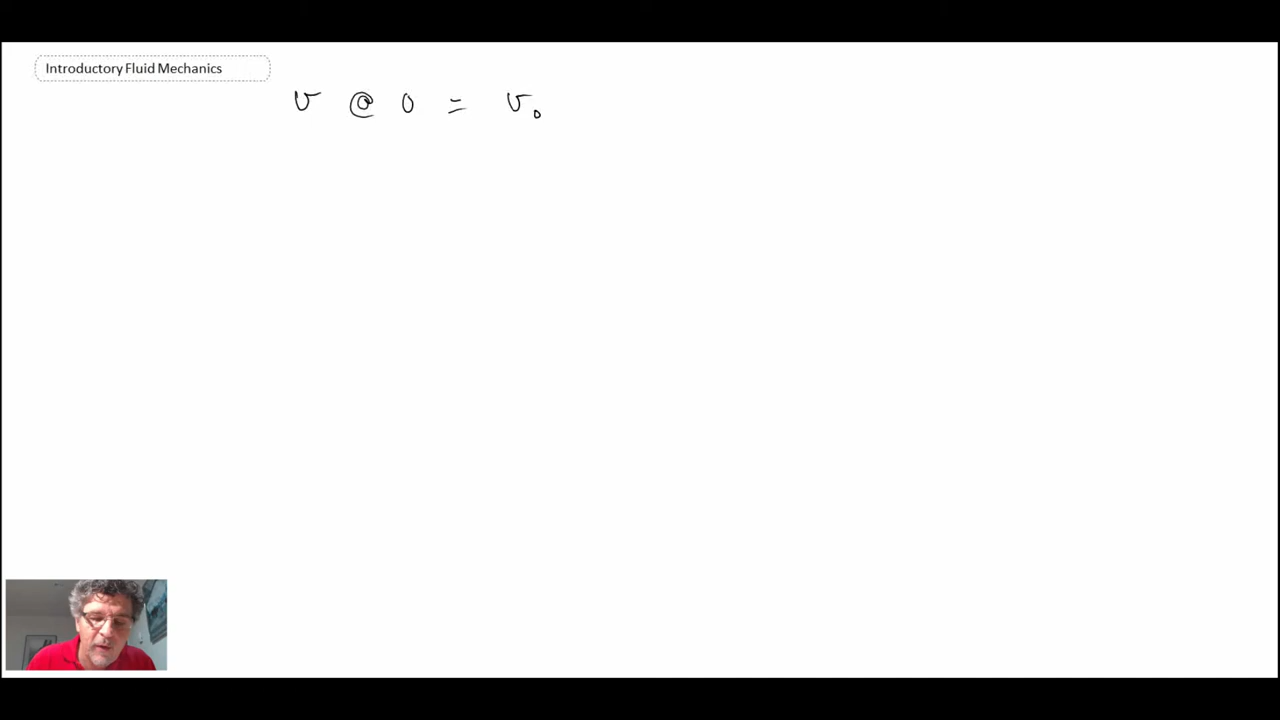 Introductory Fluid Mechanics
v @ 0 = v₀